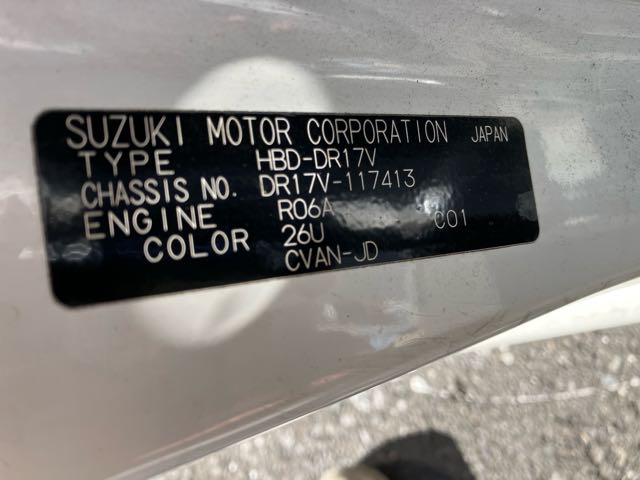 SUZUKI MOTOR CORPORATION JAPAN
TYPE HBD-DR17V
CHASSIS NO. DR17V-117413
ENGINE R06A
COLOR 26U C01
CVAN-JD